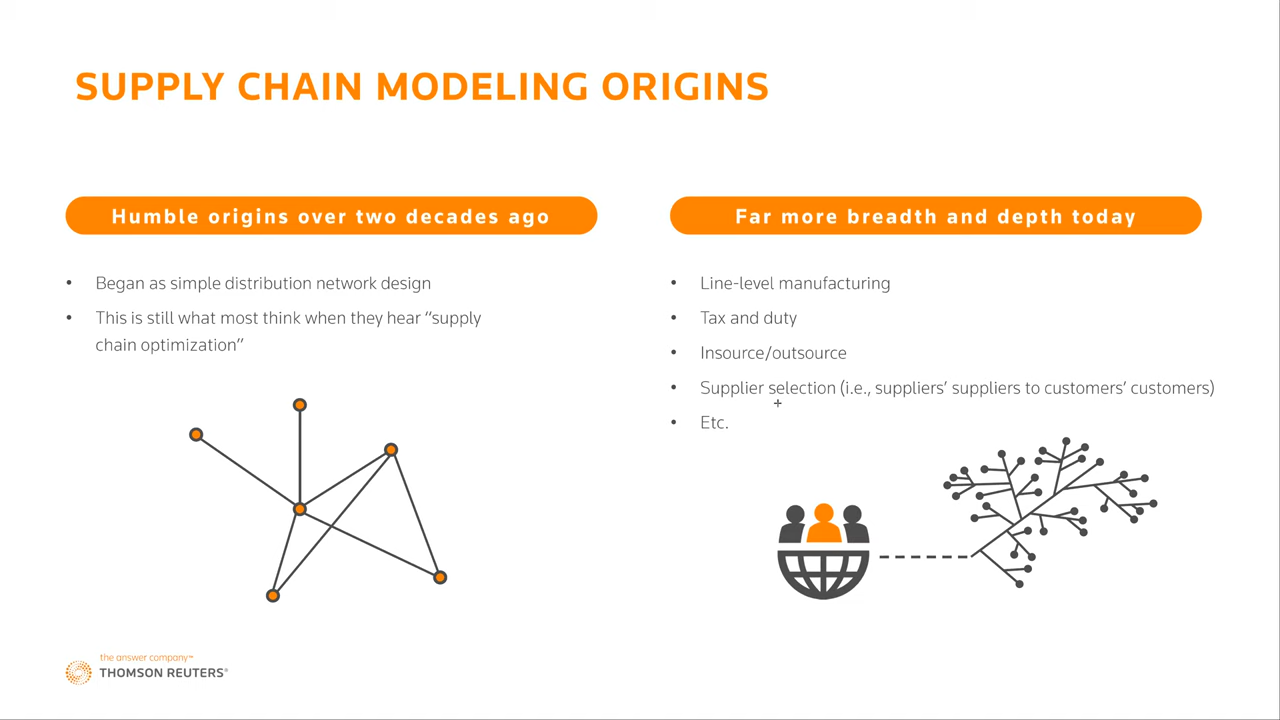 SUPPLY CHAIN MODELING ORIGINS
Humble origins over two decades ago
• Began as simple distribution network design
• This is still what most think when they hear “supply
chain optimization”
Far more breadth and depth today
• Line-level manufacturing
• Tax and duty
• Insource/outsource
• Supplier selection (i.e., suppliers’ suppliers to customers’ customers)
• Etc.
the answer company™
THOMSON REUTERS®